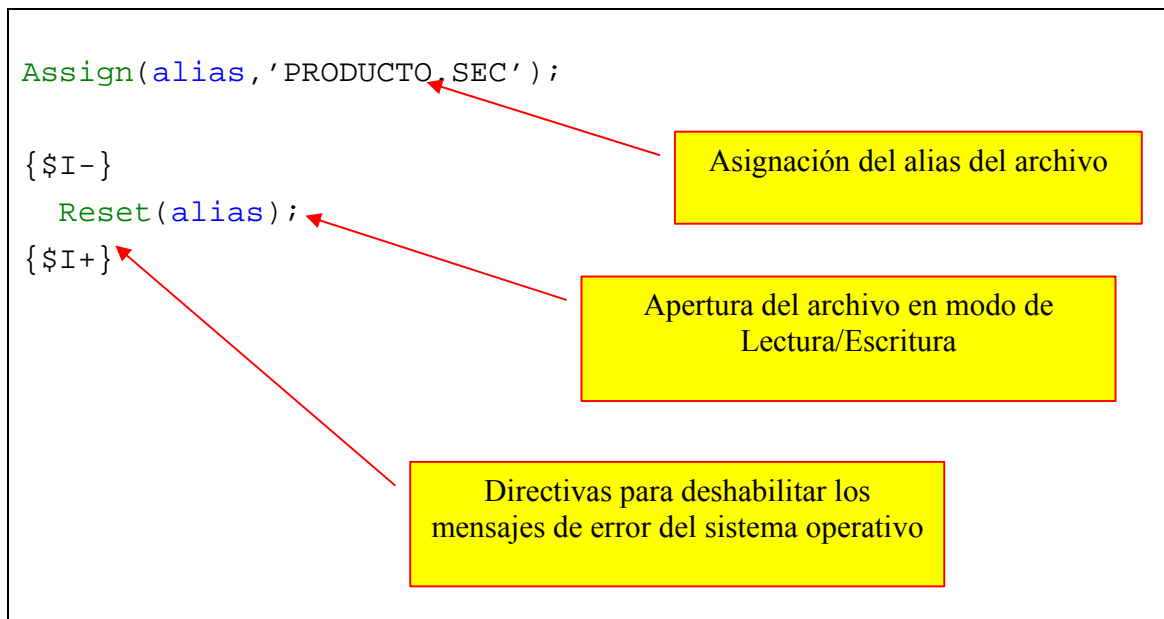 Assign(alias,’PRODUCTO.SEC’);
Asignación del alias del archivo
{$I-}
Reset(alias);
{$I+}
Apertura del archivo en modo de
Lectura/Escritura
Directivas para deshabilitar los
mensajes de error del sistema operativo